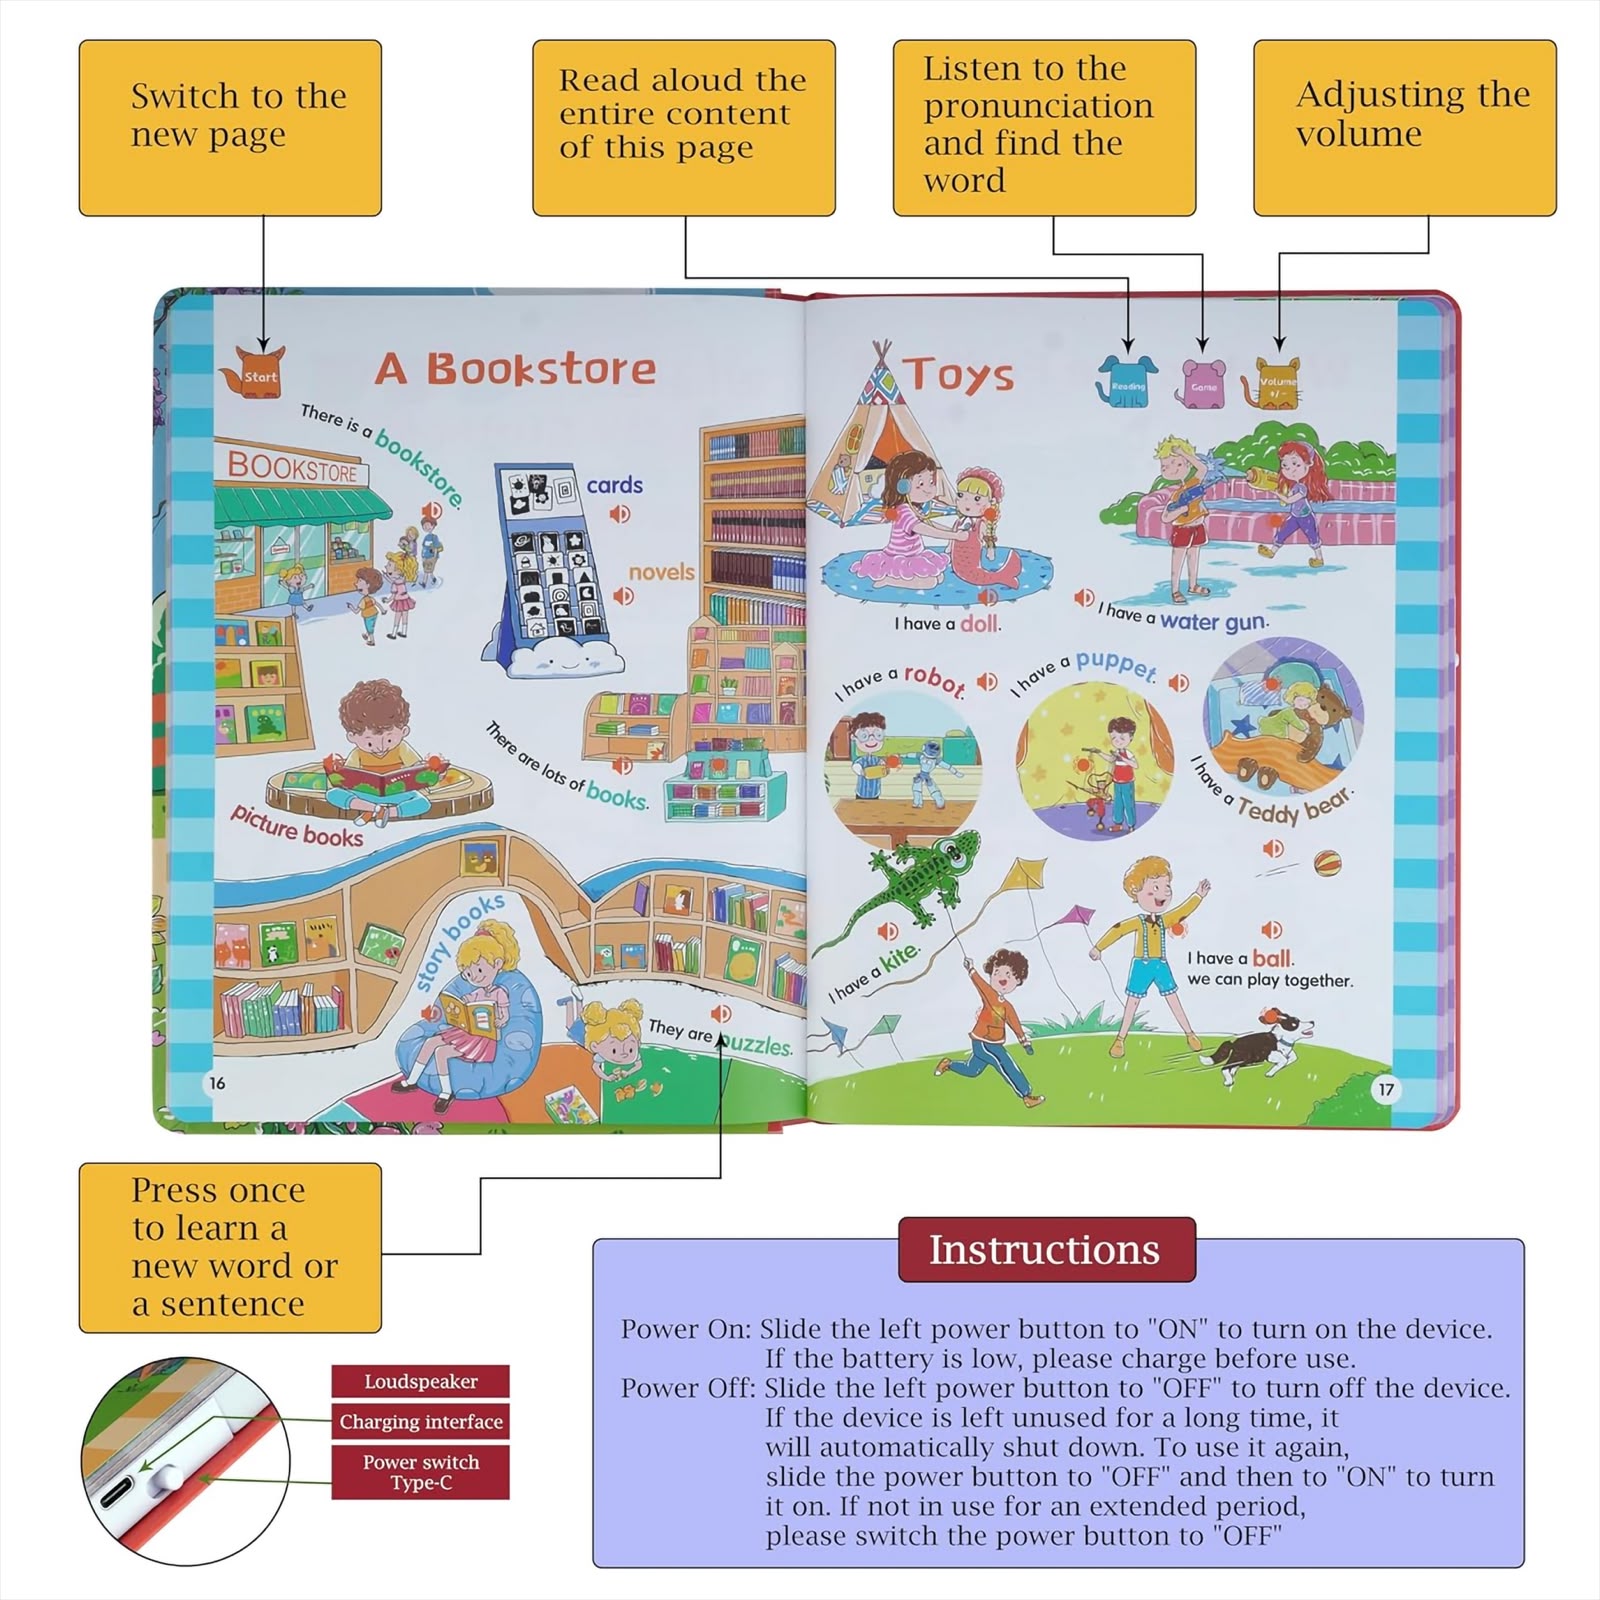 Switch to the
new page
Read aloud the
entire content
of this page
Listen to the
pronunciation
and find the
word
Adjusting the
volume
Start
A Bookstore
There is a bookstore.
BOOKSTORE
cards
novels
There are lots of books.
picture books
story books
They are puzzles.
16
Toys
Reading
Game
Volume
+/-
I have a doll.
I have a water gun.
I have a robot.
I have a puppet.
I have a Teddy bear.
I have a kite.
I have a ball.
we can play together.
17
Press once
to learn a
new word or
a sentence
Loudspeaker
Charging interface
Power switch
Type-C
Instructions
Power On: Slide the left power button to "ON" to turn on the device.
If the battery is low, please charge before use.
Power Off: Slide the left power button to "OFF" to turn off the device.
If the device is left unused for a long time, it
will automatically shut down. To use it again,
slide the power button to "OFF" and then to "ON" to turn
it on. If not in use for an extended period,
please switch the power button to "OFF"